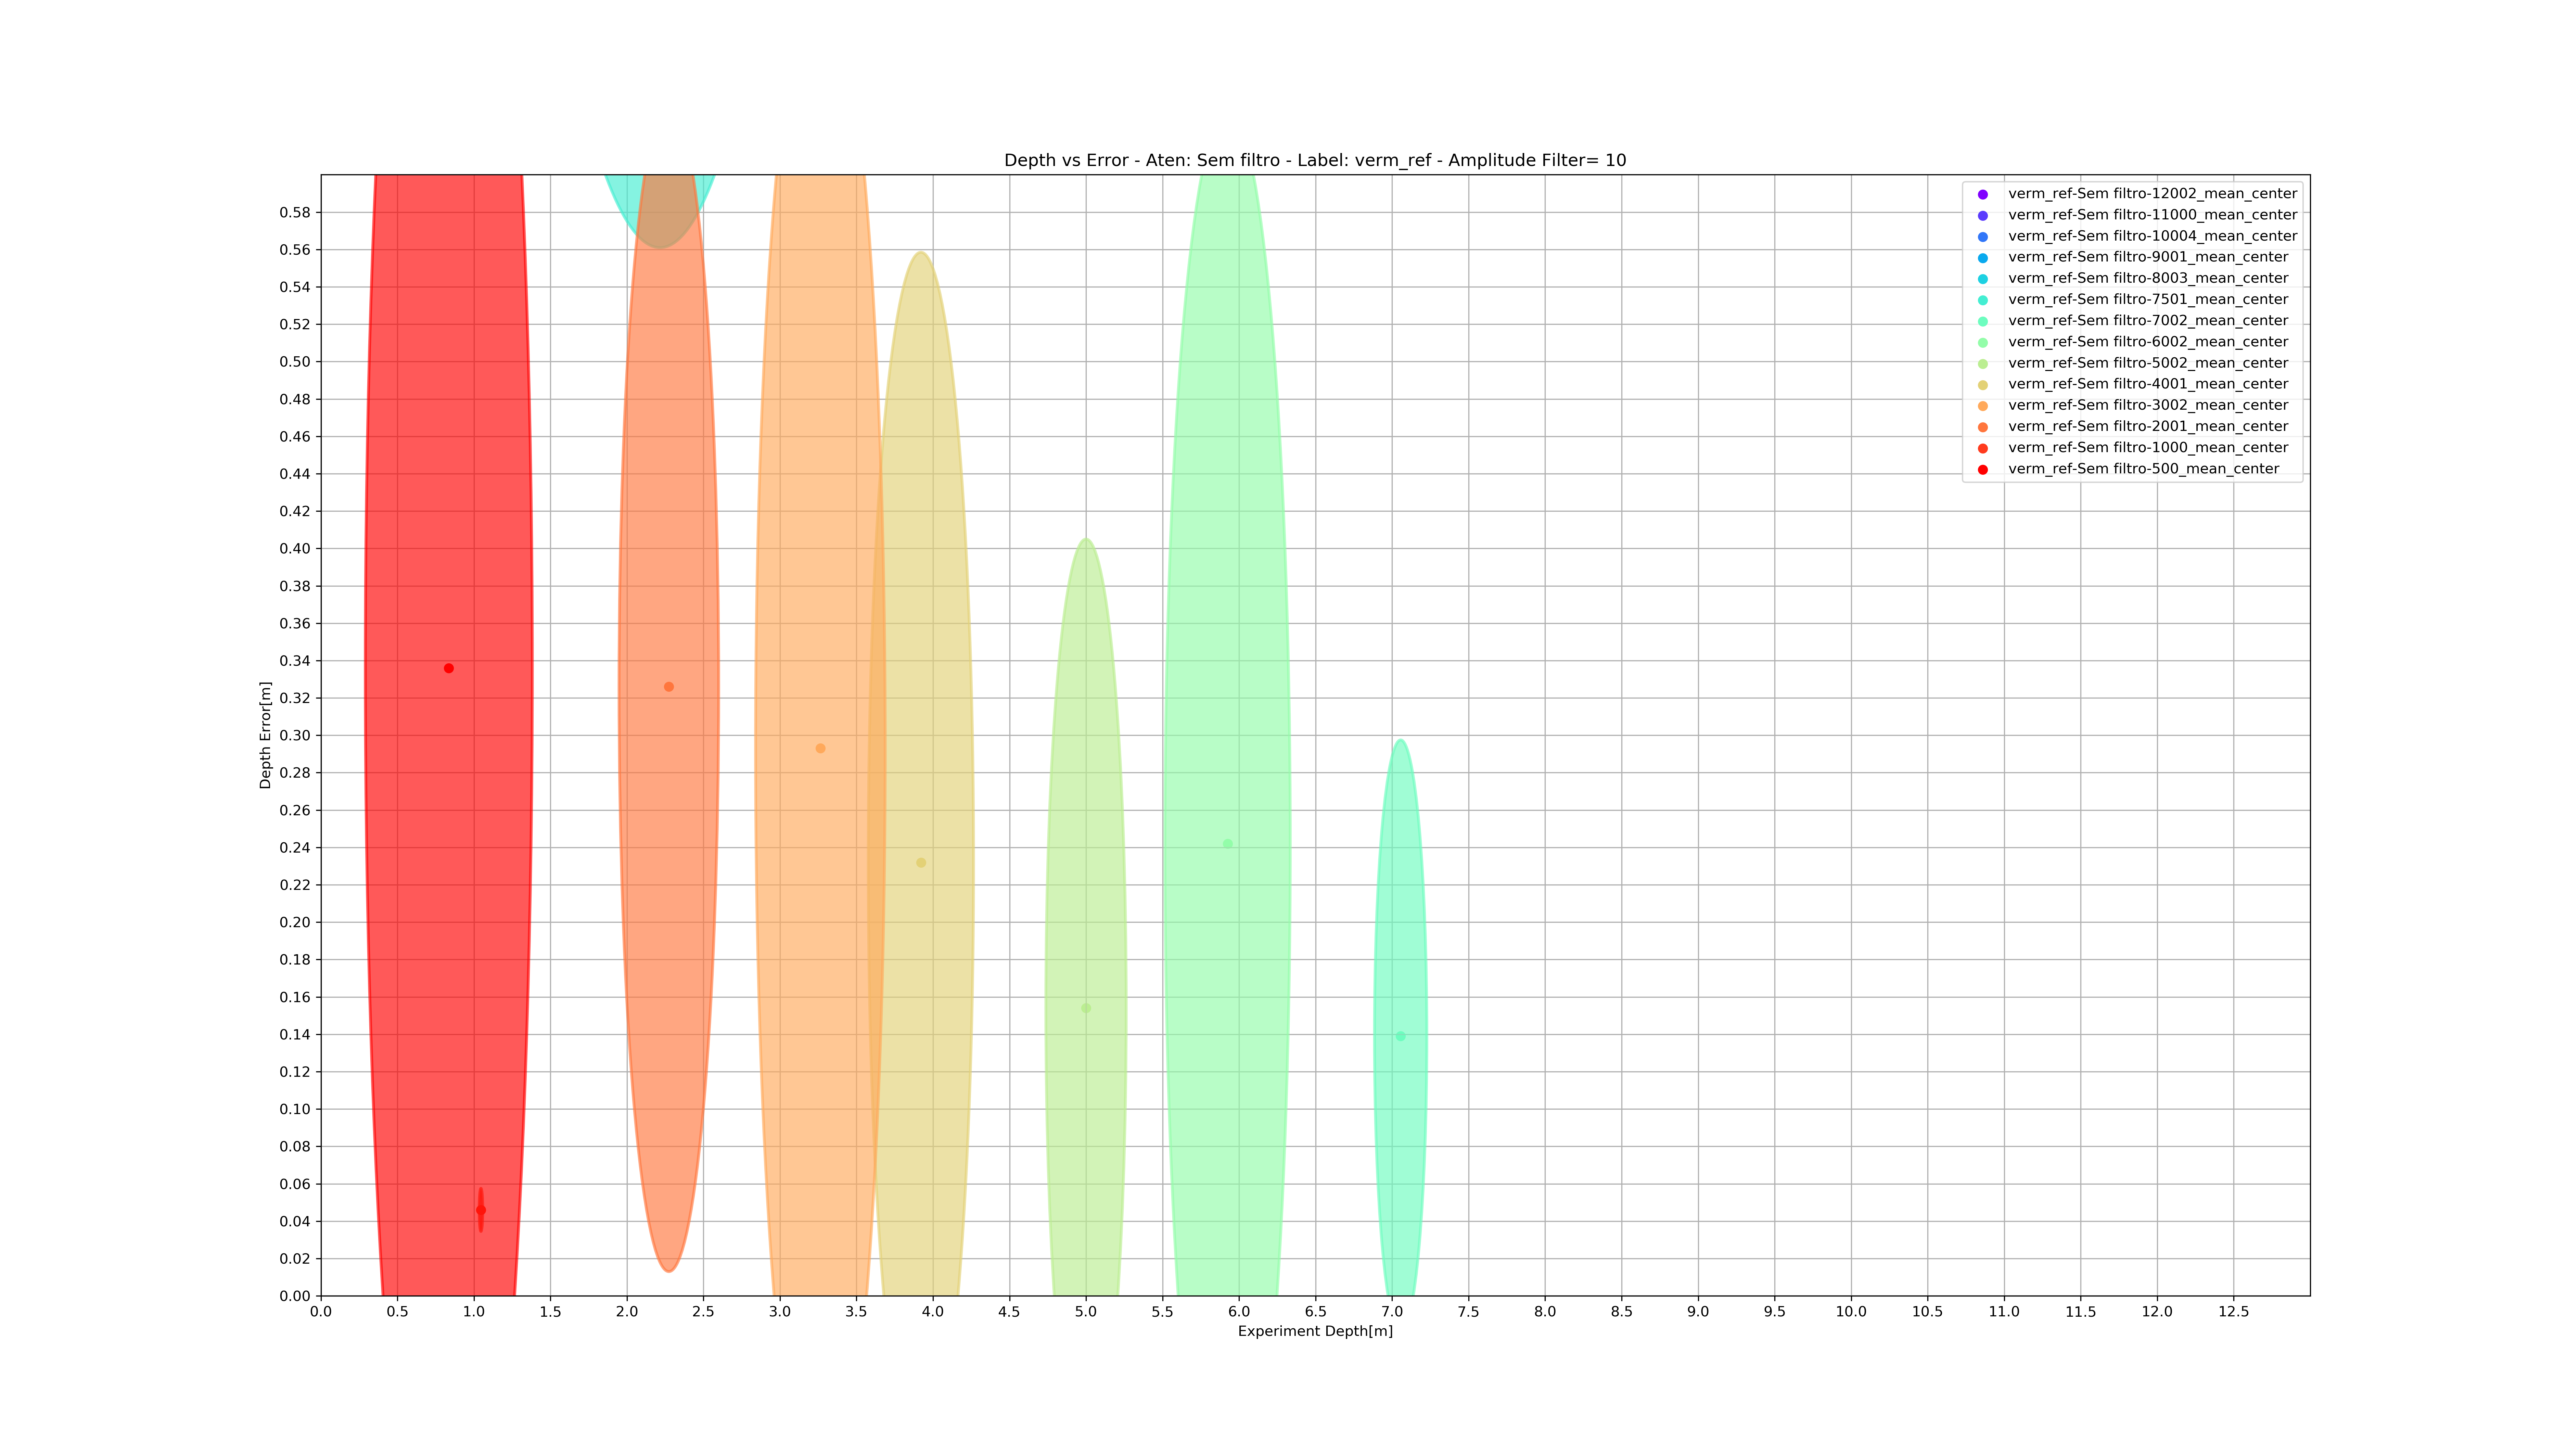 Depth vs Error - Aten: Sem filtro - Label: verm_ref - Amplitude Filter= 10
verm_ref-Sem filtro-12002_mean_center
verm_ref-Sem filtro-11000_mean_center
verm_ref-Sem filtro-10004_mean_center
verm_ref-Sem filtro-9001_mean_center
verm_ref-Sem filtro-8003_mean_center
verm_ref-Sem filtro-7501_mean_center
verm_ref-Sem filtro-7002_mean_center
verm_ref-Sem filtro-6002_mean_center
verm_ref-Sem filtro-5002_mean_center
verm_ref-Sem filtro-4001_mean_center
verm_ref-Sem filtro-3002_mean_center
verm_ref-Sem filtro-2001_mean_center
verm_ref-Sem filtro-1000_mean_center
verm_ref-Sem filtro-500_mean_center
Depth Error[m]
0.58
0.56
0.54
0.52
0.50
0.48
0.46
0.44
0.42
0.40
0.38
0.36
0.34
0.32
0.30
0.28
0.26
0.24
0.22
0.20
0.18
0.16
0.14
0.12
0.10
0.08
0.06
0.04
0.02
0.00
0.0 0.5 1.0 1.5 2.0 2.5 3.0 3.5 4.0 4.5 5.0 5.5 6.0 6.5 7.0 7.5 8.0 8.5 9.0 9.5 10.0 10.5 11.0 11.5 12.0 12.5
Experiment Depth[m]